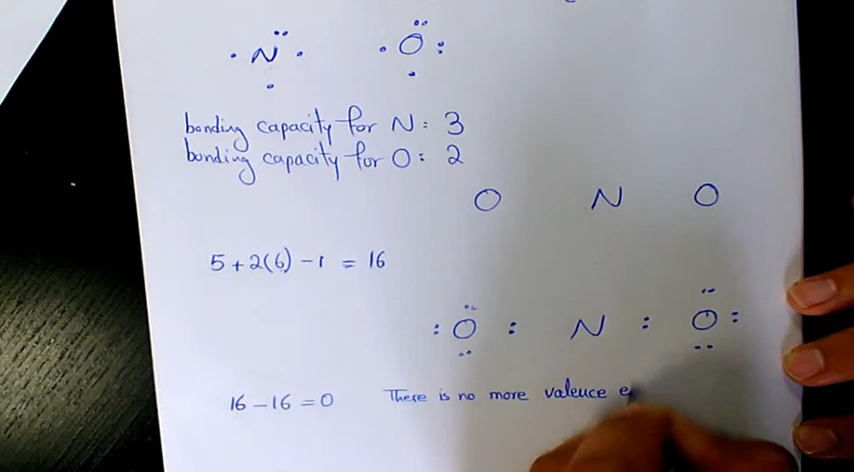 N O
bonding capacity for N: 3
bonding capacity for O: 2
O N O
5+2(6)-1 = 16
:O : N : O:
16-16=0 There is no more valence e